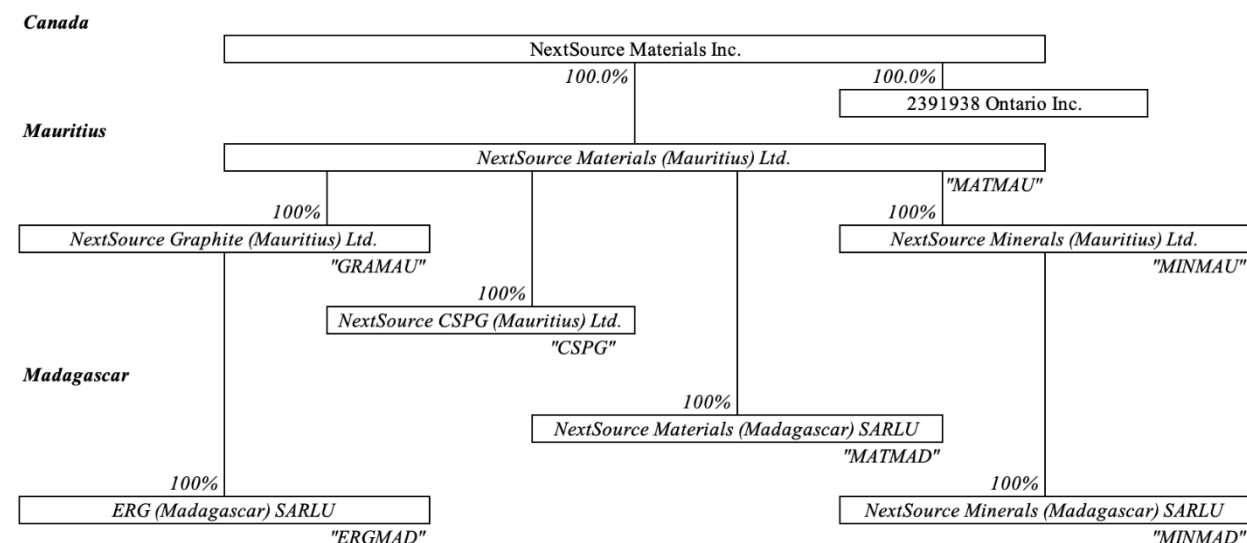 Canada
NextSource Materials Inc.
100.0% 100.0%
2391938 Ontario Inc.
Mauritius
NextSource Materials (Mauritius) Ltd.
"MATMAU"
100% 100%
NextSource Graphite (Mauritius) Ltd. NextSource Minerals (Mauritius) Ltd.
"GRAMAU" "MINMAU"
100%
NextSource CSPG (Mauritius) Ltd.
"CSPG"
Madagascar
100%
NextSource Materials (Madagascar) SARLU
"MATMAD"
100% 100%
ERG (Madagascar) SARLU NextSource Minerals (Madagascar) SARLU
"ERGMAD" "MINMAD"